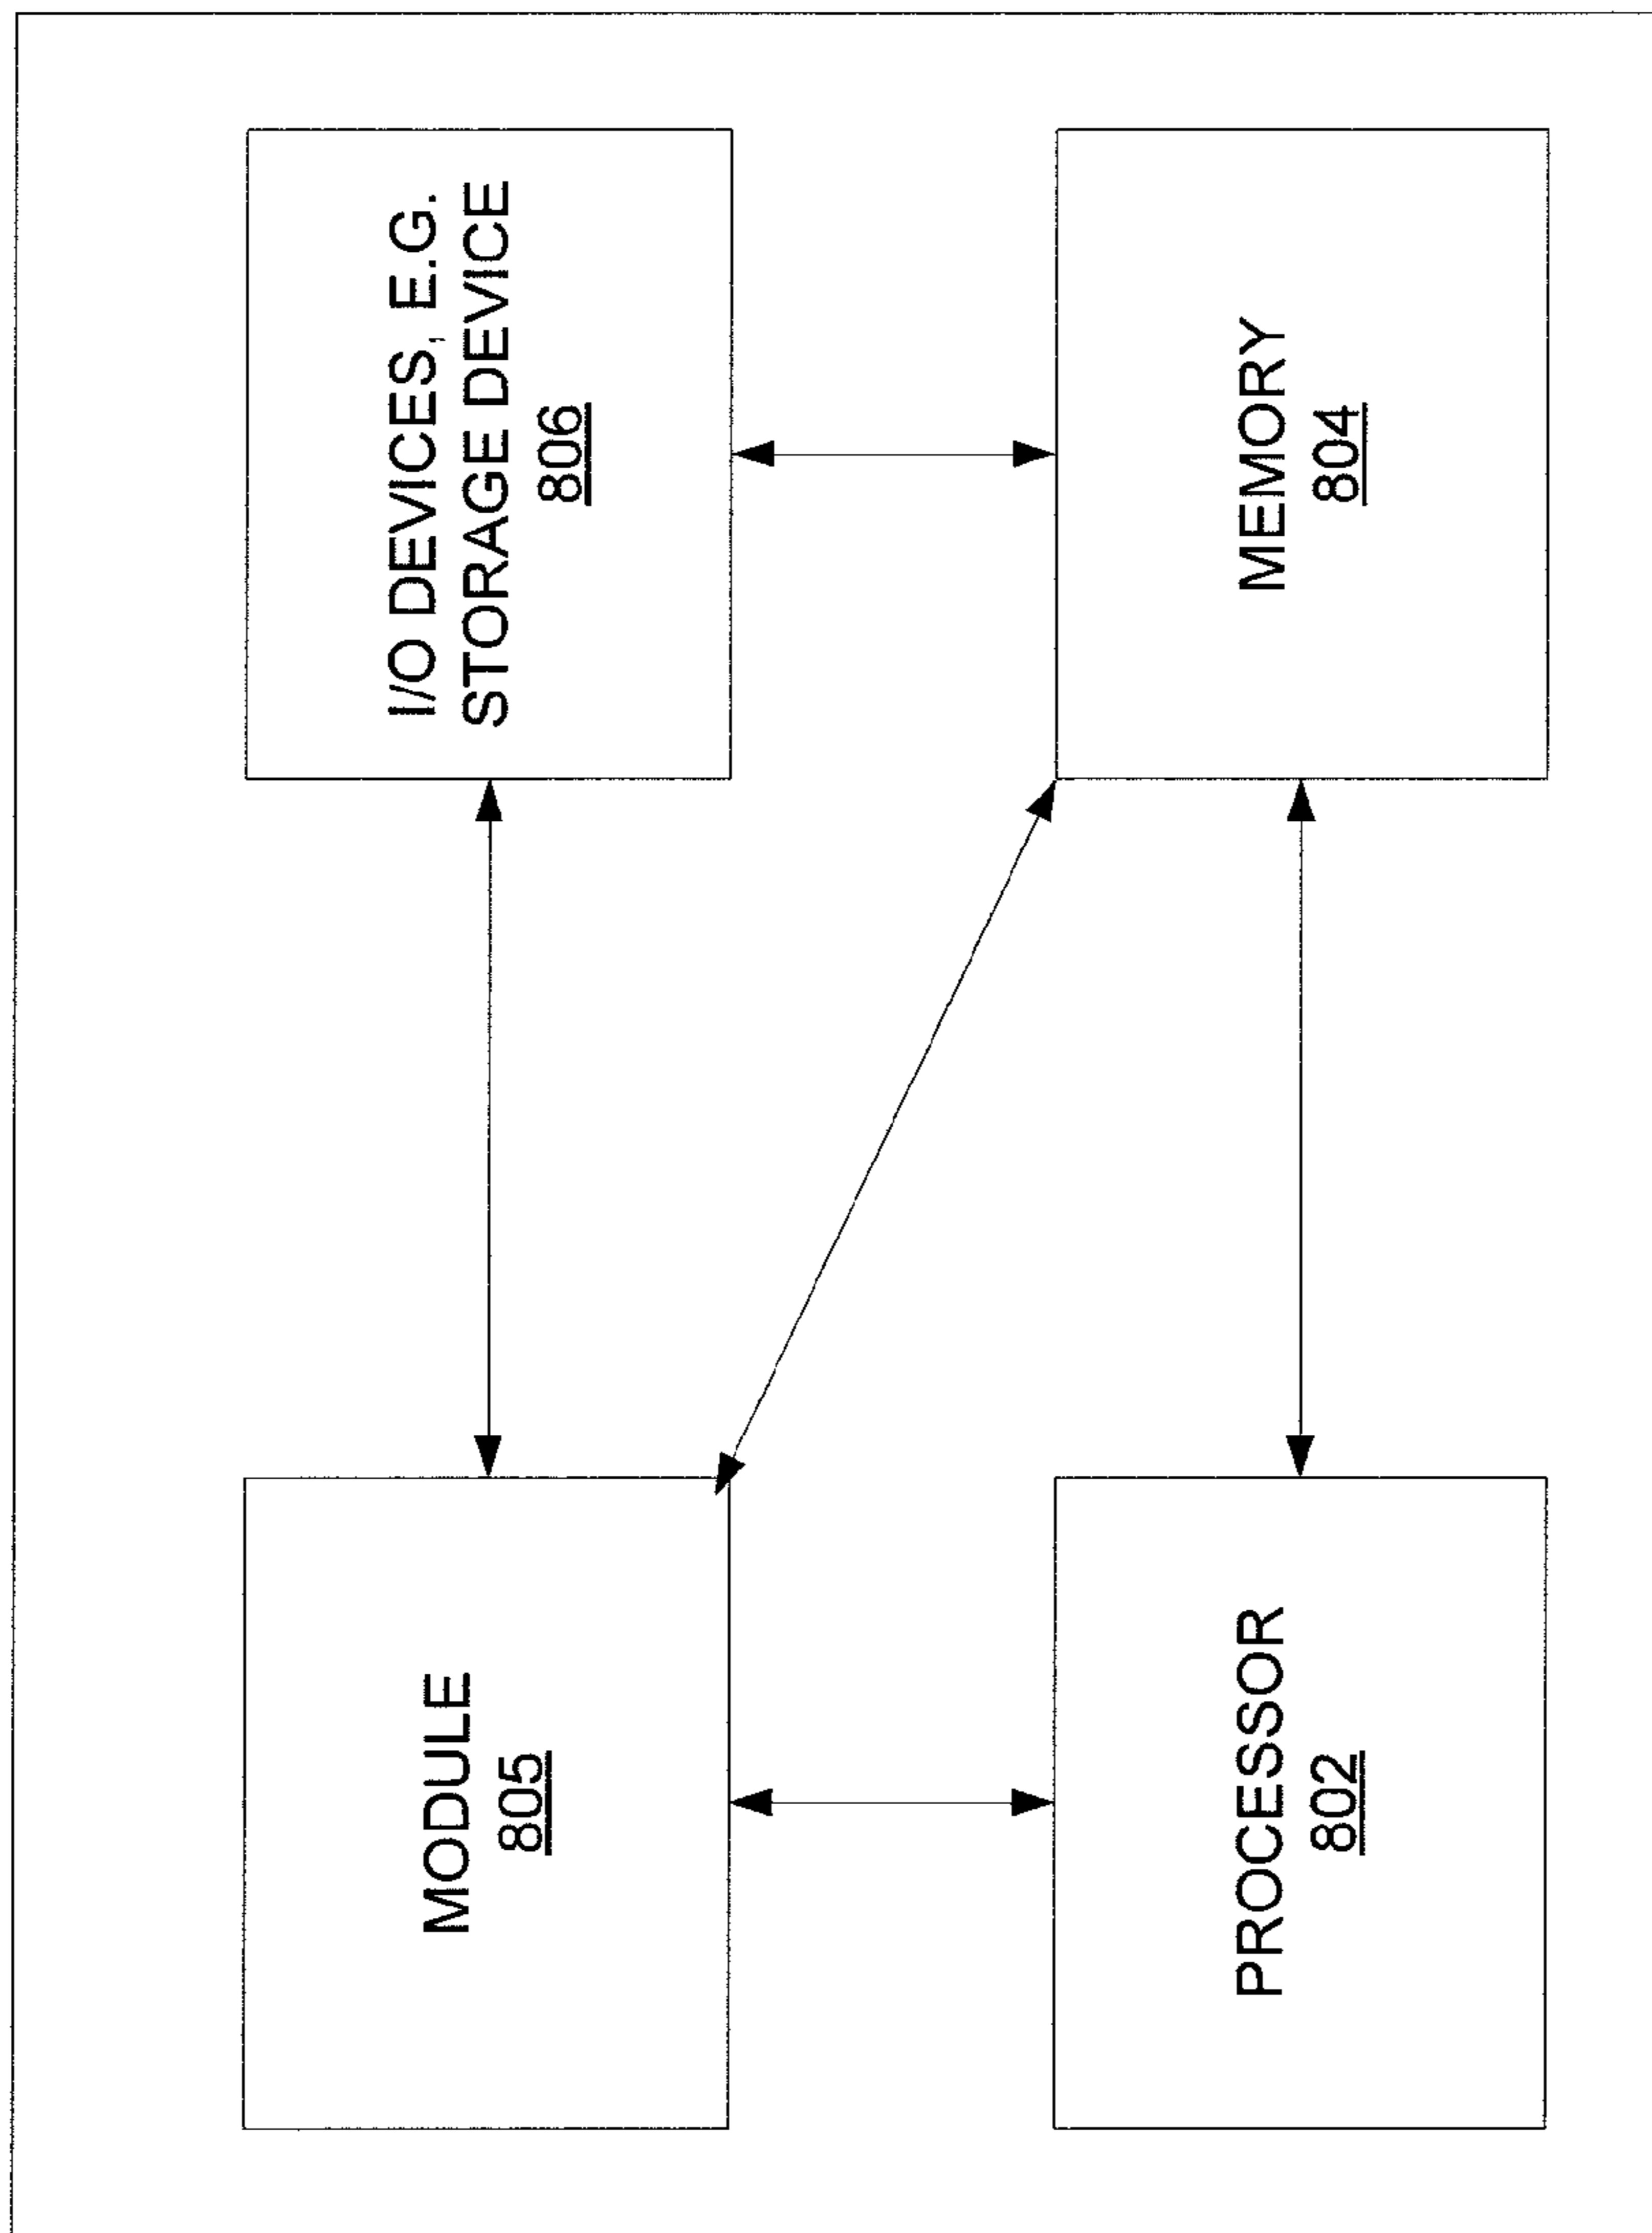 MODULE
805
I/O DEVICES, E.G.
STORAGE DEVICE
806
PROCESSOR
802
MEMORY
804